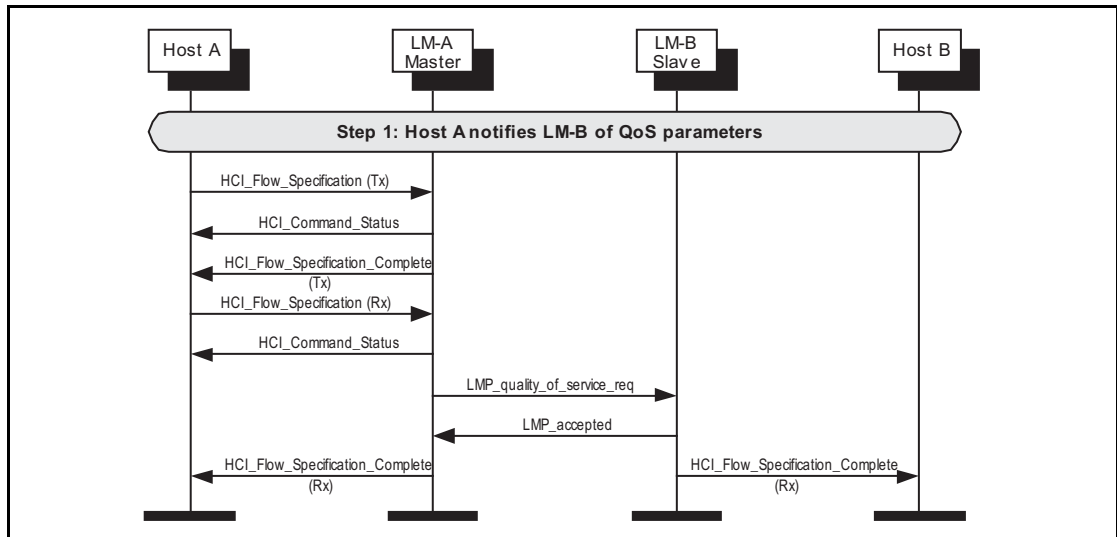 Host A
LM-A
Master
LM-B
Slave
Host B
Step 1: Host A notifies LM-B of QoS parameters
HCI_Flow_Specification (Tx)
HCI_Command_Status
HCI_Flow_Specification_Complete
(Tx)
HCI_Flow_Specification (Rx)
HCI_Command_Status
LMP_quality_of_service_req
LMP_accepted
HCI_Flow_Specification_Complete
(Rx)
HCI_Flow_Specification_Complete
(Rx)